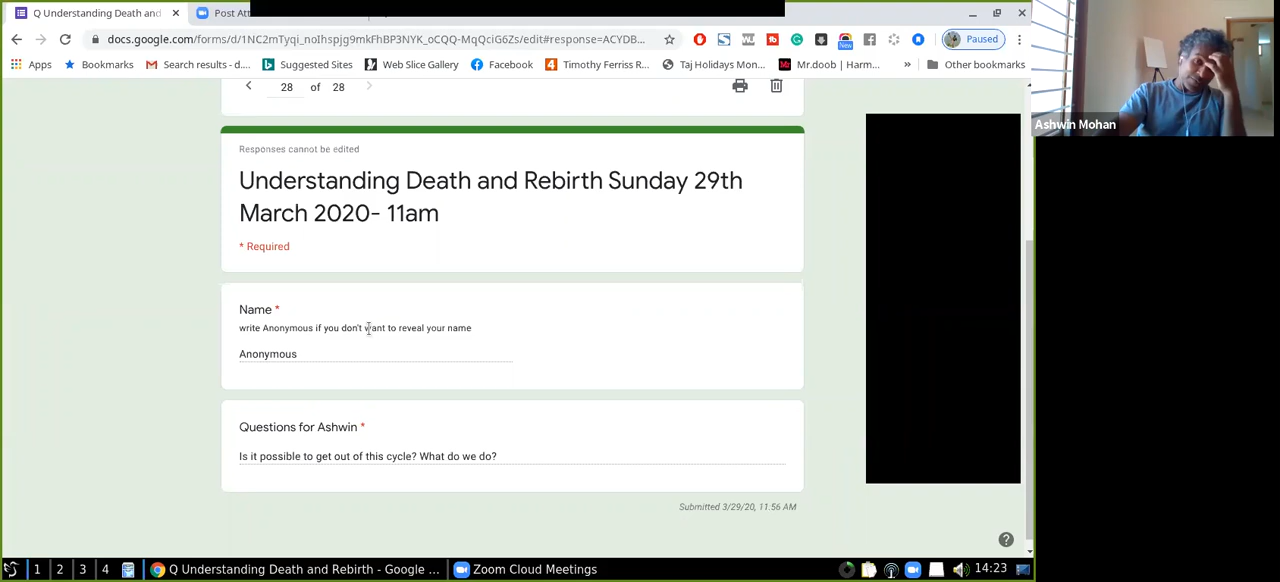 Q Understanding Death and
Post Att
docs.google.com/forms/d/1NC2mTyqi_noIhspjg9mkFhBP3NYK_oCQQ-MqQciG6Zs/edit#response=ACYDB...
New
Paused
Apps
Bookmarks
Search results - d....
Suggested Sites
Web Slice Gallery
Facebook
Timothy Ferriss R...
Taj Holidays Mon...
Mr.doob | Harm...
»
Other bookmarks
Ashwin Mohan
28 of 28
Responses cannot be edited
Understanding Death and Rebirth Sunday 29th
March 2020- 11am
* Required
Name *
write Anonymous if you don't want to reveal your name
Anonymous
Questions for Ashwin *
Is it possible to get out of this cycle? What do we do?
Submitted 3/29/20, 11:56 AM
1 2 3 4 Q Understanding Death and Rebirth - Google ... Zoom Cloud Meetings 14:23